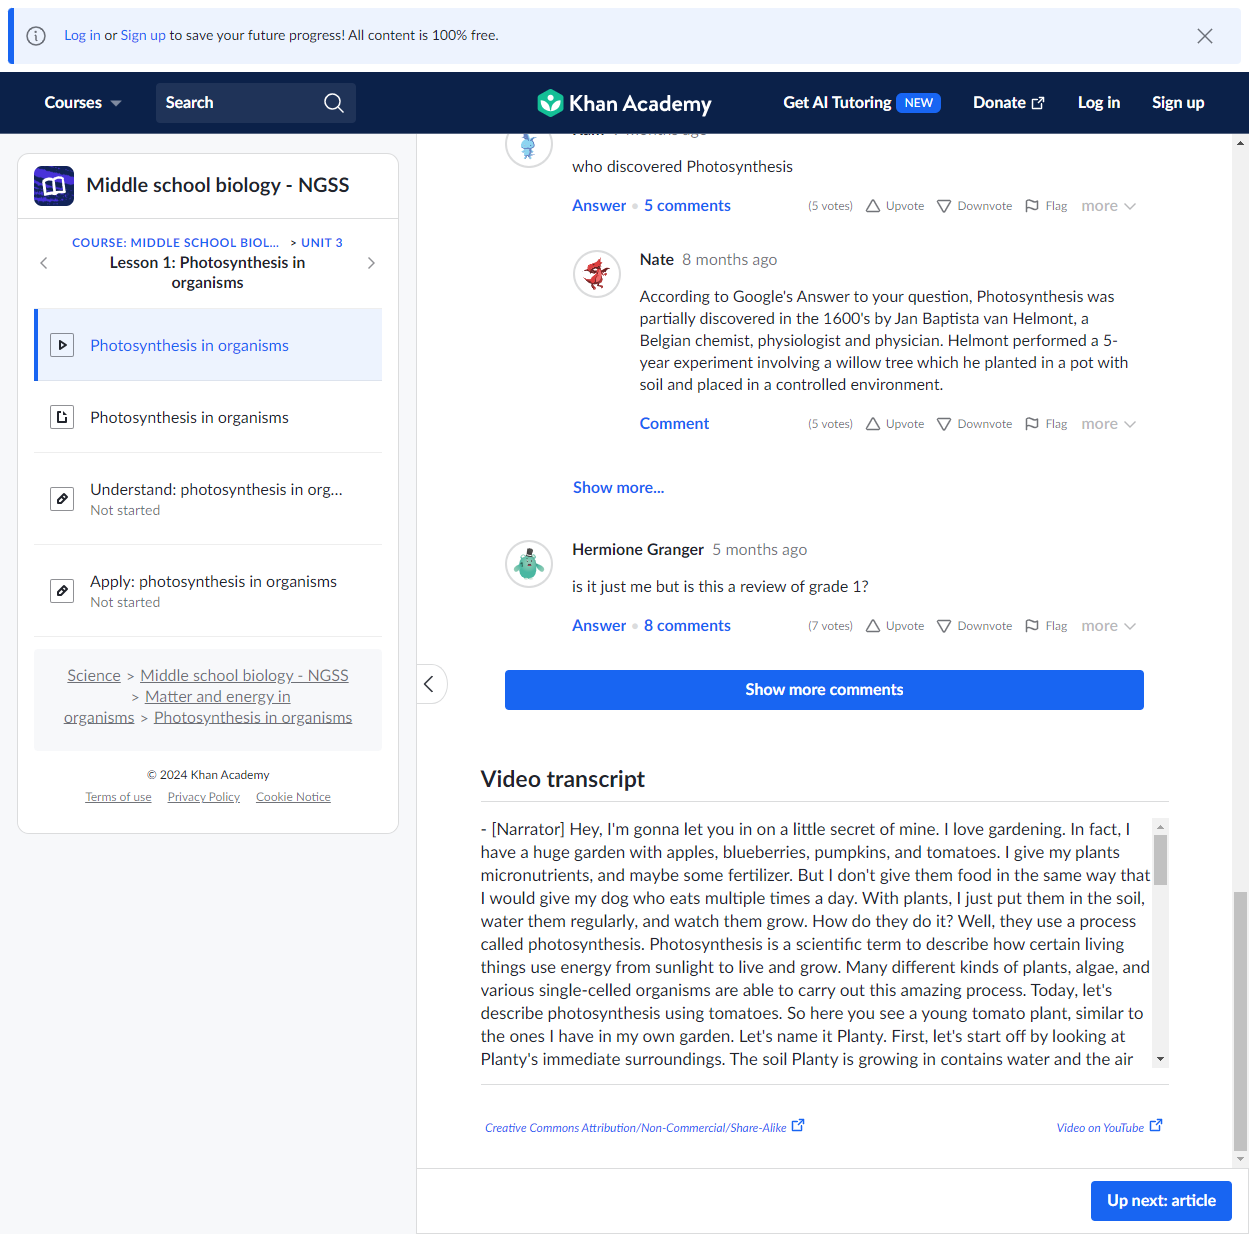 Log in or Sign up to save your future progress! All content is 100% free.
Courses
Search
Khan Academy
Get AI Tutoring NEW
Donate
Log in
Sign up
Middle school biology - NGSS
COURSE: MIDDLE SCHOOL BIOL... > UNIT 3
Lesson 1: Photosynthesis in
organisms
Photosynthesis in organisms
Photosynthesis in organisms
Understand: photosynthesis in org...
Not started
Apply: photosynthesis in organisms
Not started
Science > Middle school biology - NGSS
> Matter and energy in
organisms > Photosynthesis in organisms
© 2024 Khan Academy
Terms of use Privacy Policy Cookie Notice
months ago
who discovered Photosynthesis
Answer • 5 comments (5 votes) Upvote Downvote Flag more
Nate 8 months ago
According to Google's Answer to your question, Photosynthesis was
partially discovered in the 1600's by Jan Baptista van Helmont, a
Belgian chemist, physiologist and physician. Helmont performed a 5-
year experiment involving a willow tree which he planted in a pot with
soil and placed in a controlled environment.
Comment (5 votes) Upvote Downvote Flag more
Show more...
Hermione Granger 5 months ago
is it just me but is this a review of grade 1?
Answer • 8 comments (7 votes) Upvote Downvote Flag more
Show more comments
Video transcript
- [Narrator] Hey, I'm gonna let you in on a little secret of mine. I love gardening. In fact, I
have a huge garden with apples, blueberries, pumpkins, and tomatoes. I give my plants
micronutrients, and maybe some fertilizer. But I don't give them food in the same way that
I would give my dog who eats multiple times a day. With plants, I just put them in the soil,
water them regularly, and watch them grow. How do they do it? Well, they use a process
called photosynthesis. Photosynthesis is a scientific term to describe how certain living
things use energy from sunlight to live and grow. Many different kinds of plants, algae, and
various single-celled organisms are able to carry out this amazing process. Today, let's
describe photosynthesis using tomatoes. So here you see a young tomato plant, similar to
the ones I have in my own garden. Let's name it Planty. First, let's start off by looking at
Planty's immediate surroundings. The soil Planty is growing in contains water and the air
Creative Commons Attribution/Non-Commercial/Share-Alike
Video on YouTube
Up next: article